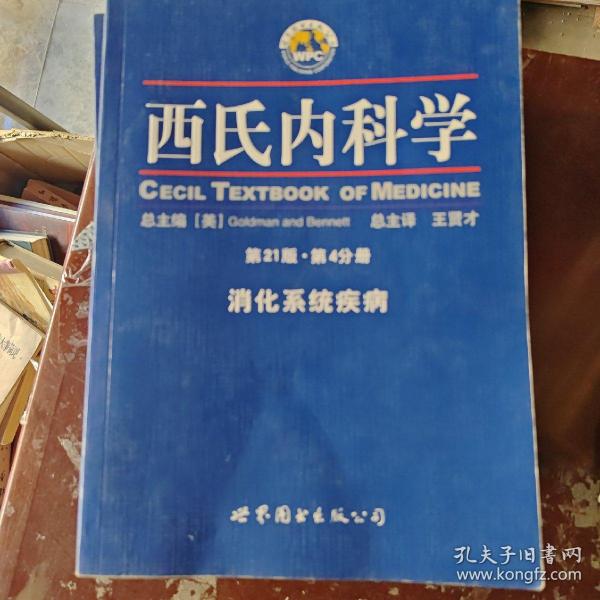 WPC
西氏内科学
CECIL TEXTBOOK OF MEDICINE
总主编 [美] Goldman and Bennett 总主译 王贤才
第21版·第4分册
消化系统疾病
世界图书出版公司
孔夫子旧书网
www.kongfz.com